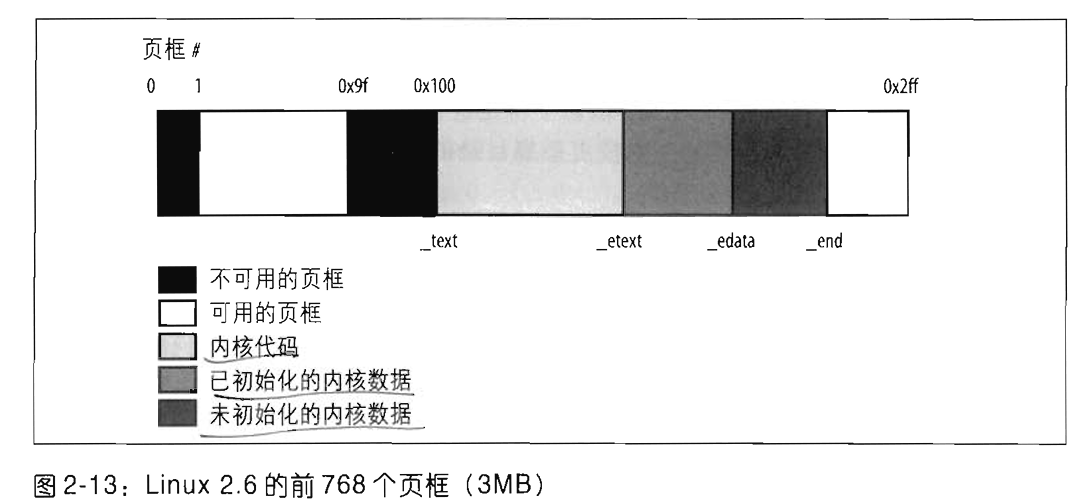 页框 #
0 1 0x9f 0x100 0x2ff
_text _etext _edata _end
不可用的页框
可用的页框
内核代码
已初始化的内核数据
未初始化的内核数据
图 2-13：Linux 2.6 的前 768 个页框（3MB）